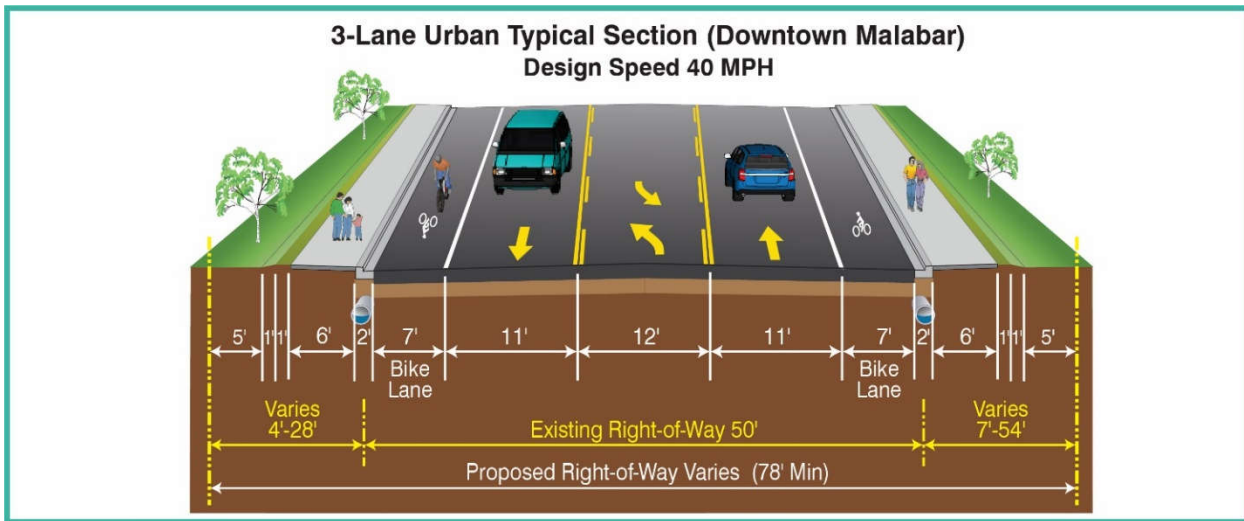 3-Lane Urban Typical Section (Downtown Malabar)
Design Speed 40 MPH
5' 1' 1' 6' 2' 7' 11' 12' 11' 7' 2' 6' 1' 1' 5'
Bike
Lane
Bike
Lane
Varies
4'-28'
Existing Right-of-Way 50'
Varies
7'-54'
Proposed Right-of-Way Varies (78' Min)